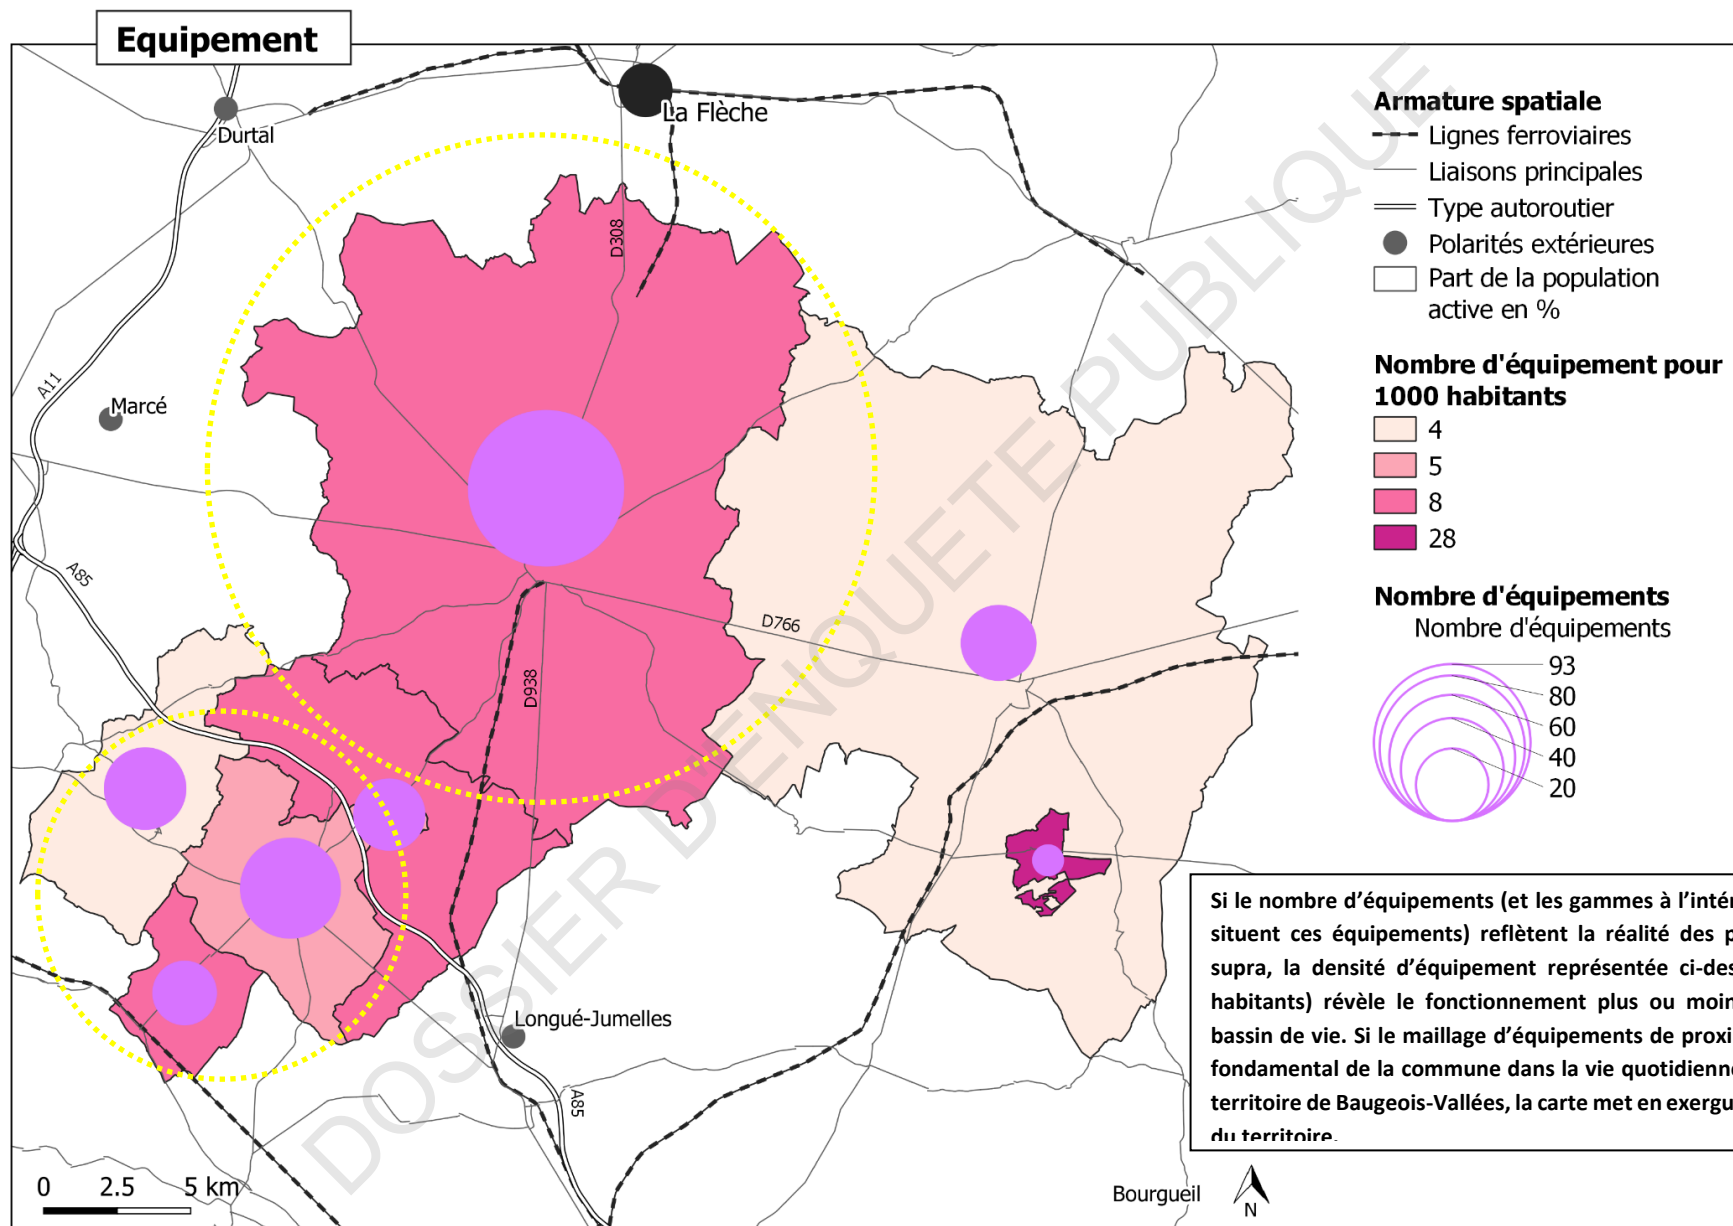 Equipement
La Flèche
Durtal
D308
A11
Marcé
A85
D766
D938
Longué-Jumelles
A85
Bourgueil
N
0 2.5 5 km
Armature spatiale
Lignes ferroviaires
Liaisons principales
Type autoroutier
Polarités extérieures
Part de la population
active en %
Nombre d'équipement pour
1000 habitants
4
5
8
28
Nombre d'équipements
Nombre d'équipements
93
80
60
40
20
Si le nombre d'équipements (et les gammes à l'intér
situent ces équipements) reflètent la réalité des p
supra, la densité d'équipement représentée ci-des
habitants) révèle le fonctionnement plus ou moin
bassin de vie. Si le maillage d'équipements de proxi
fondamental de la commune dans la vie quotidienn
territoire de Baugeois-Vallées, la carte met en exergu
du territoire.
DOSSIER D'ENQUETE PUBLIQUE